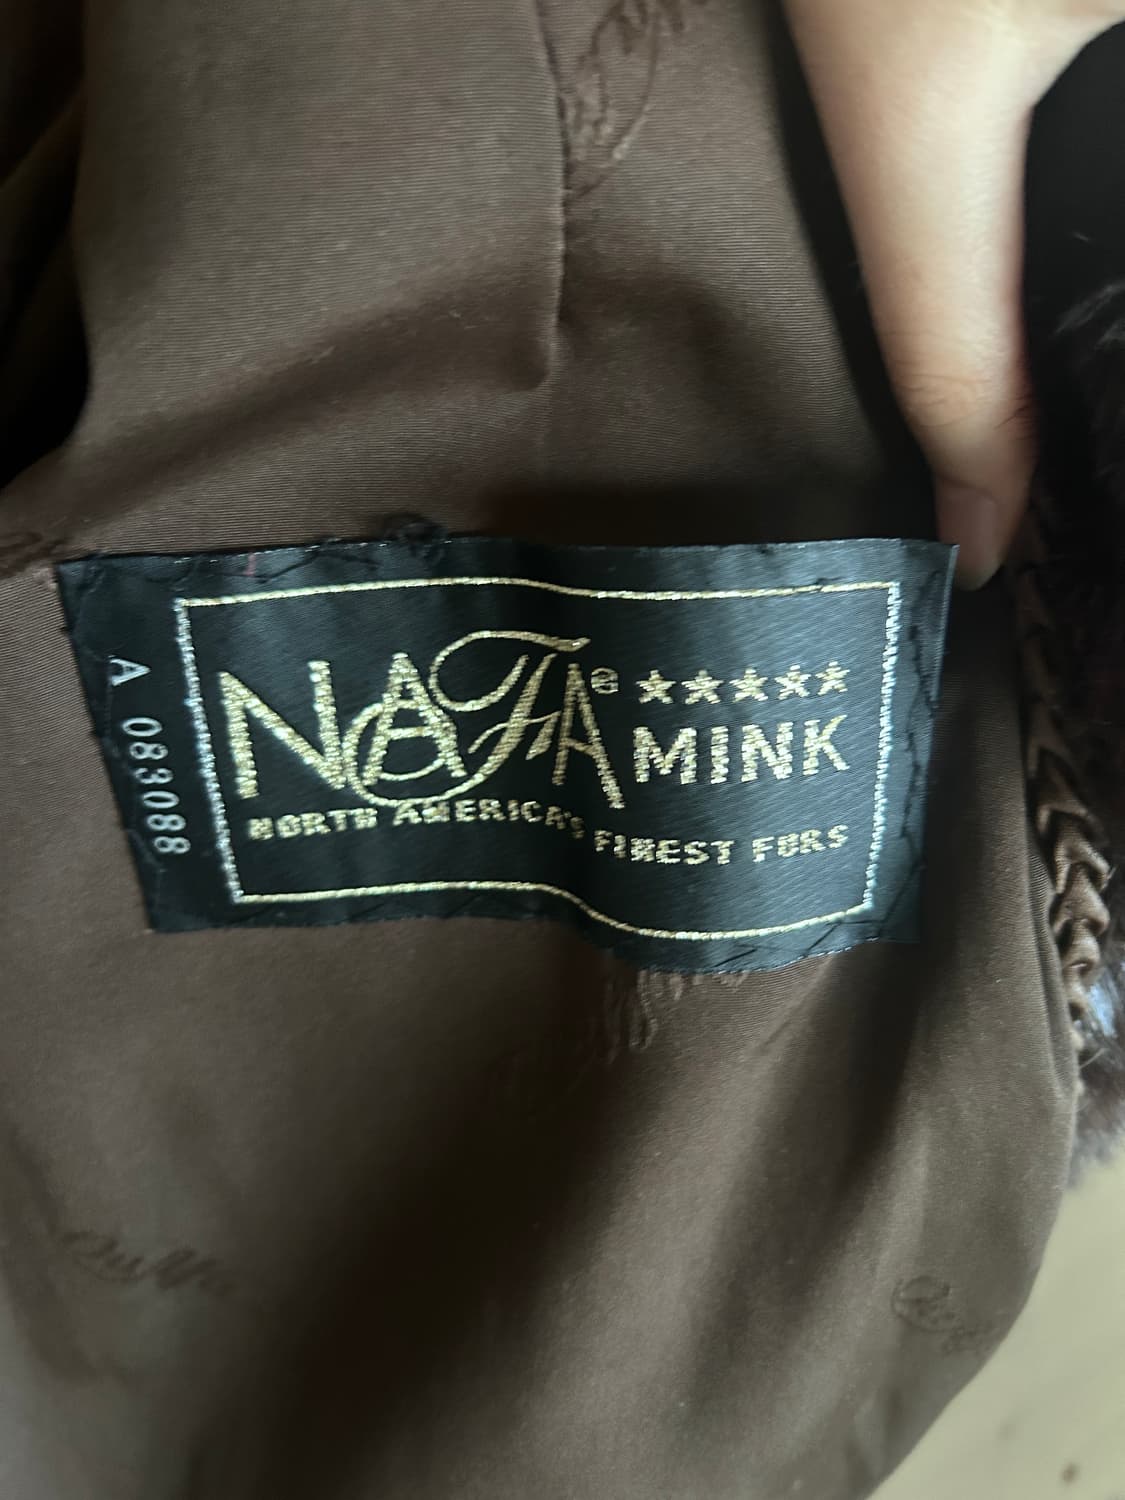 NAFA® ★★★★★
MINK
NORTH AMERICA'S FINEST FURS
A 083088